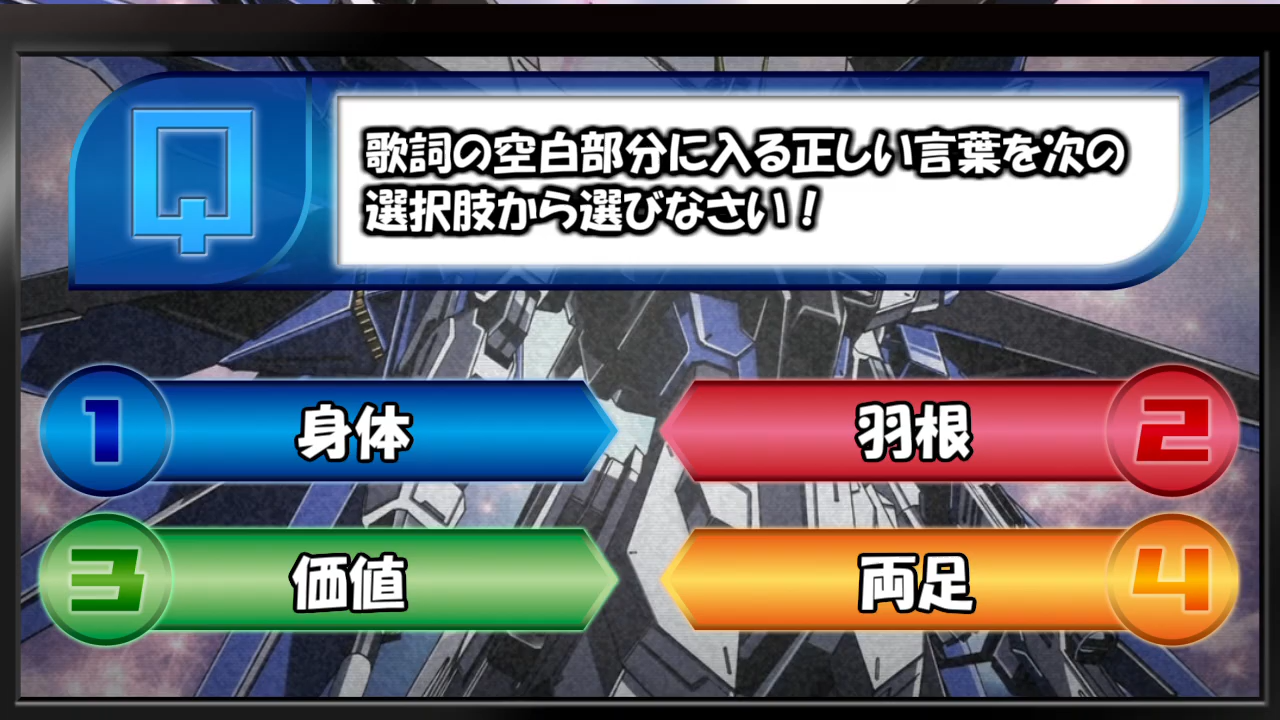 Q
歌詞の空白部分に入る正しい言葉を次の
選択肢から選びなさい！
1 身体
羽根 2
3 価値
両足 4